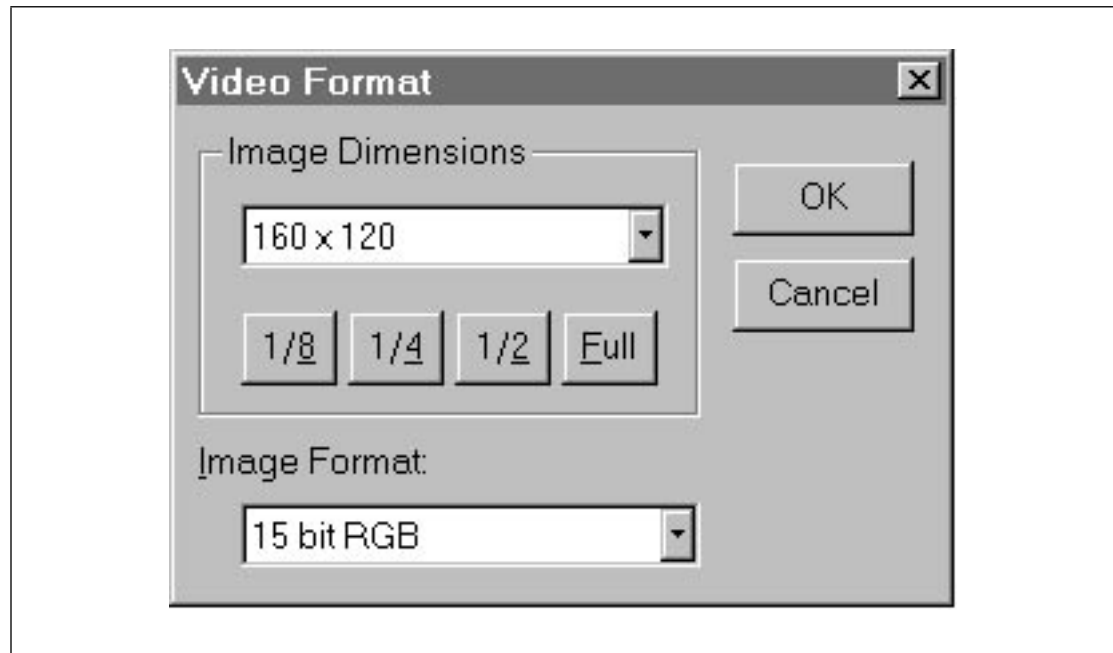 Video Format
Image Dimensions
160 x 120
1/8 1/4 1/2 Full
OK
Cancel
Image Format:
15 bit RGB